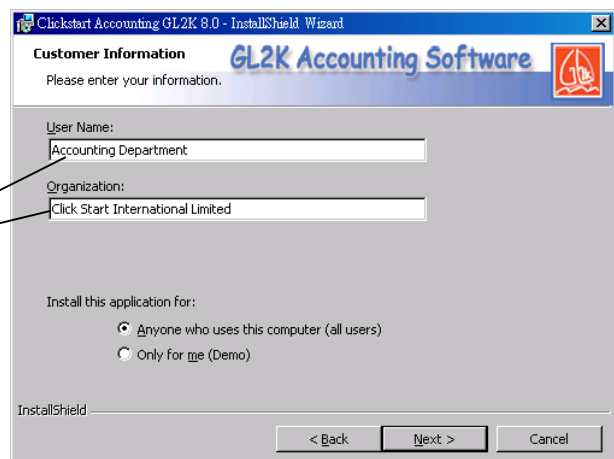 Clickstart Accounting GL2K 8.0 - InstallShield Wizard
Customer Information
GL2K Accounting Software
Please enter your information.
User Name:
Accounting Department
Organization:
Click Start International Limited
Install this application for:
Anyone who uses this computer (all users)
Only for me (Demo)
InstallShield
< Back
Next >
Cancel